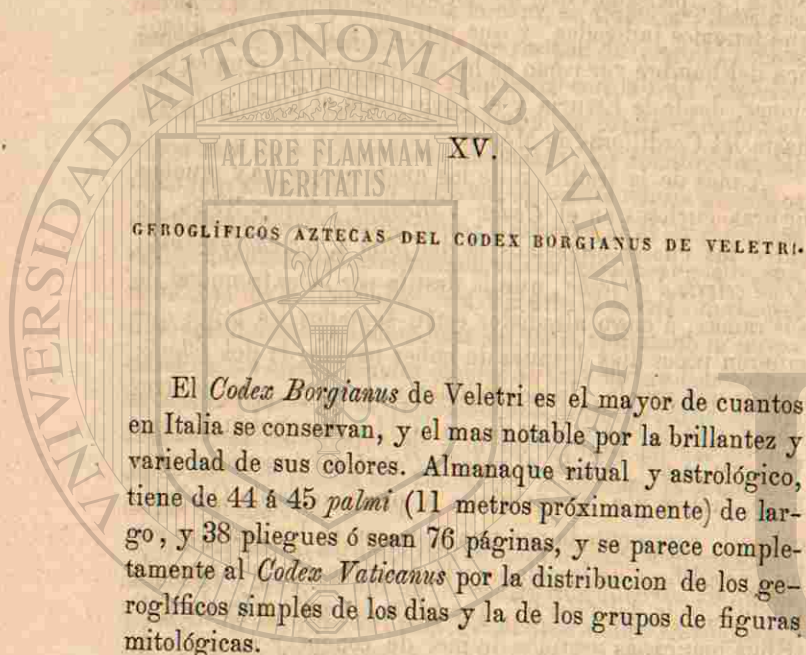 XV.
GEROGLÍFICOS AZTECAS DEL CODEX BORGIANUS DE VELETRI.
El Codex Borgianus de Veletri es el mayor de cuantos
en Italia se conservan, y el mas notable por la brillantez y
variedad de sus colores. Almanaque ritual y astrológico,
tiene de 44 á 45 palmi (11 metros próximamente) de lar-
go, y 38 pliegues ó sean 76 páginas, y se parece comple-
tamente al Codex Vaticanus por la distribucion de los ge-
roglíficos simples de los dias y la de los grupos de figuras
mitológicas.
UNIVERSIDAD AVTONOMA D NVEVO L
ALERE FLAMMAM
VERITATIS